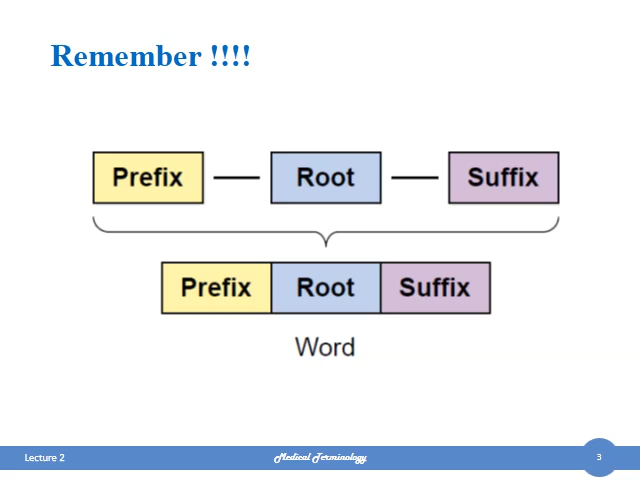 Remember !!!!
Prefix — Root — Suffix
Prefix Root Suffix
Word
Lecture 2 Medical Terminology 3